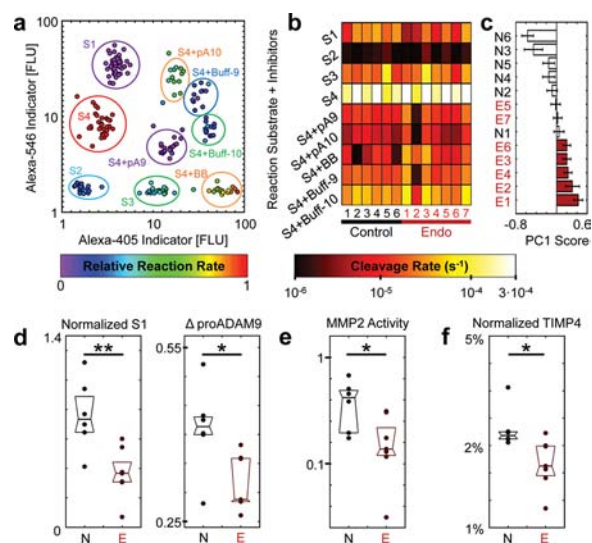 a
Alexa-546 Indicator [FLU]
100
10
1
1
10
100
Alexa-405 Indicator [FLU]
S1
S4+pA10
S4+Buff-9
S4
S4+Buff-10
S4+pA9
S4+BB
S2
S3
Relative Reaction Rate
0
1
b
Reaction Substrate + Inhibitors
S1
S2
S3
S4
S4+pA9
S4+pA10
S4+BB
S4+Buff-9
S4+Buff-10
1 2 3 4 5 6 1 2 3 4 5 6 7
Control Endo
Cleavage Rate (s⁻¹)
10⁻⁶
10⁻⁵
10⁻⁴
3·10⁻⁴
c
N6
N3
N5
N4
N2
E5
E7
N1
E6
E3
E4
E2
E1
-0.8
PC1 Score
d
Normalized S1
1.4
0
**
N E
Δ proADAM9
0.55
0.25
*
N E
e
MMP2 Activity
1
0.1
*
N E
f
Normalized TIMP4
5%
2%
1%
*
N E